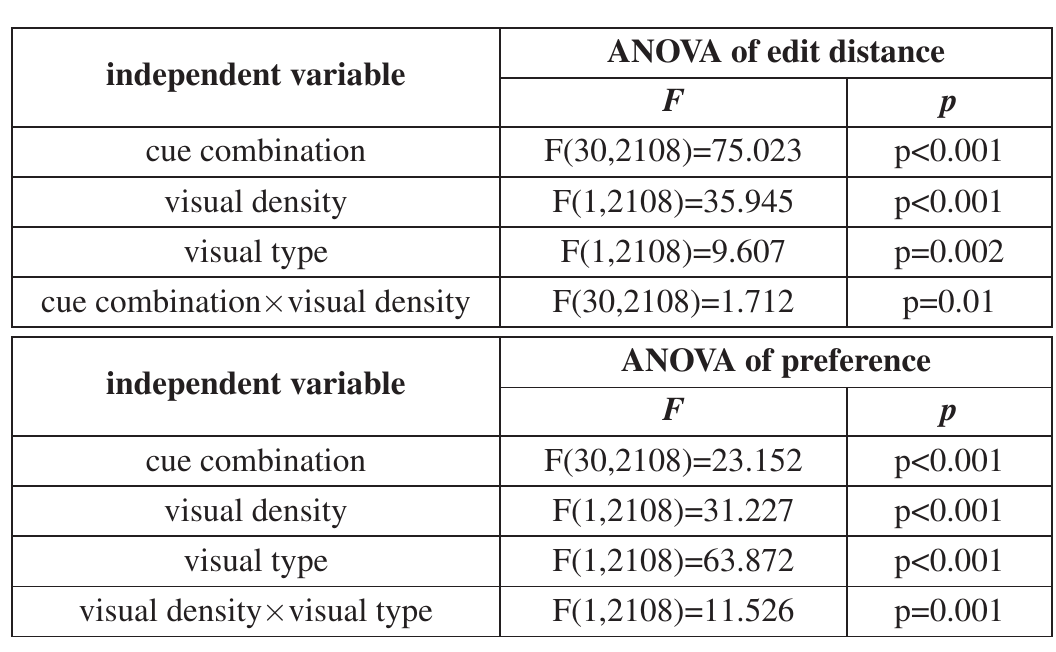 independent variable ANOVA of edit distance
F p
cue combination F(30,2108)=75.023 p<0.001
visual density F(1,2108)=35.945 p<0.001
visual type F(1,2108)=9.607 p=0.002
cue combination×visual density F(30,2108)=1.712 p=0.01
independent variable ANOVA of preference
F p
cue combination F(30,2108)=23.152 p<0.001
visual density F(1,2108)=31.227 p<0.001
visual type F(1,2108)=63.872 p<0.001
visual density×visual type F(1,2108)=11.526 p=0.001